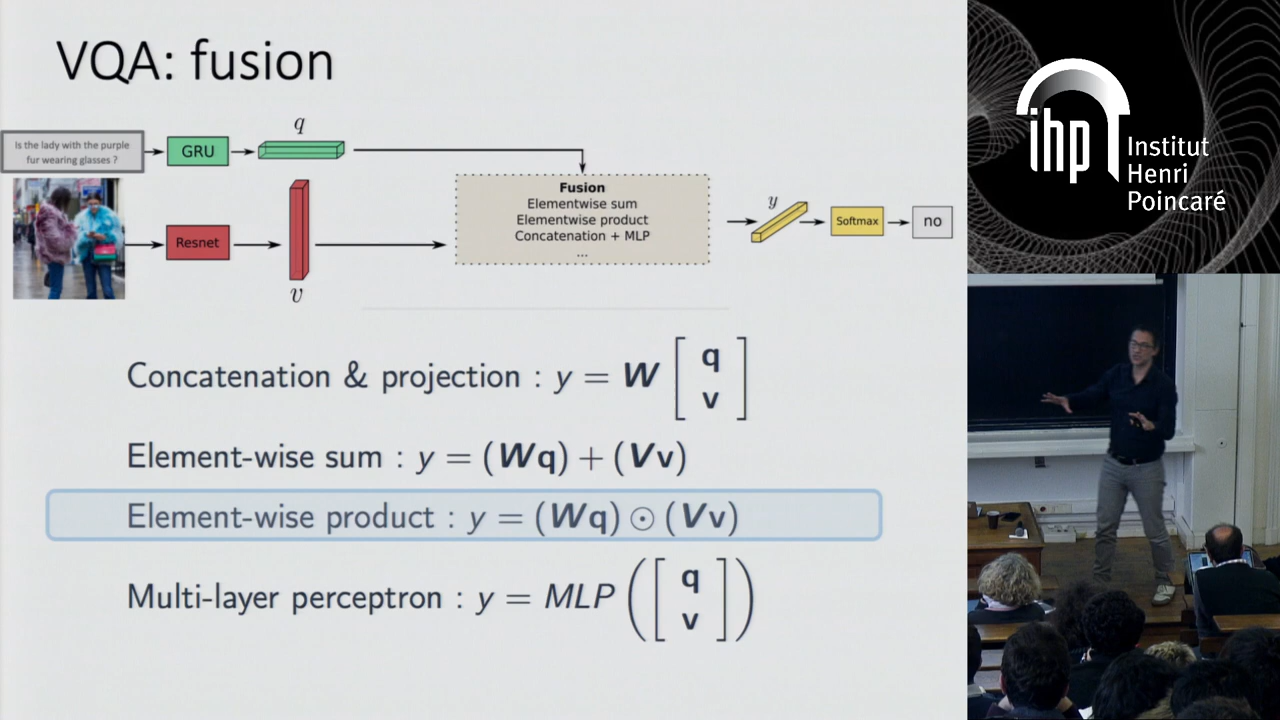 VQA: fusion
Is the lady with the purple
fur wearing glasses ?
GRU
q
Resnet
v
Fusion
Elementwise sum
Elementwise product
Concatenation + MLP
...
y
Softmax
no
Concatenation & projection : y = W [ q v ]
Element-wise sum : y = (Wq) + (Vv)
Element-wise product : y = (Wq) ⊙ (Vv)
Multi-layer perceptron : y = MLP ([ q v ])
ihp
Institut
Henri
Poincaré